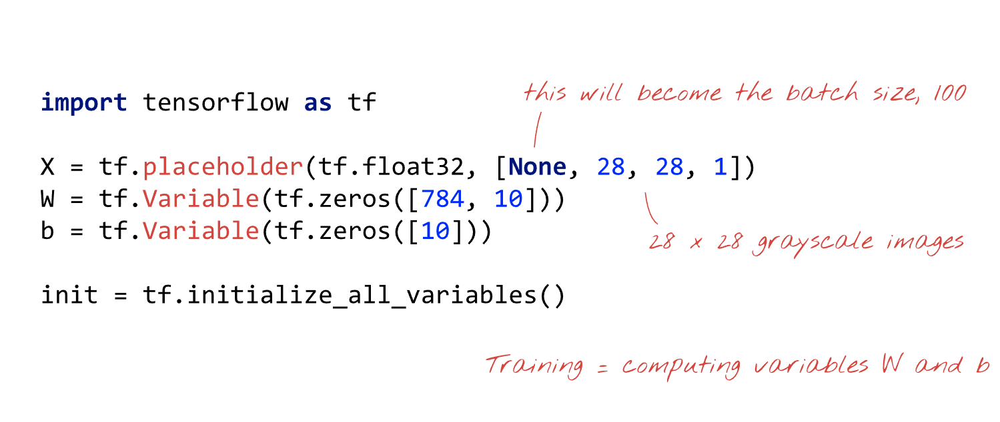 this will become the batch size, 100
import tensorflow as tf
X = tf.placeholder(tf.float32, [None, 28, 28, 1])
W = tf.Variable(tf.zeros([784, 10]))
b = tf.Variable(tf.zeros([10]))
28 x 28 grayscale images
init = tf.initialize_all_variables()
Training = computing variables W and b